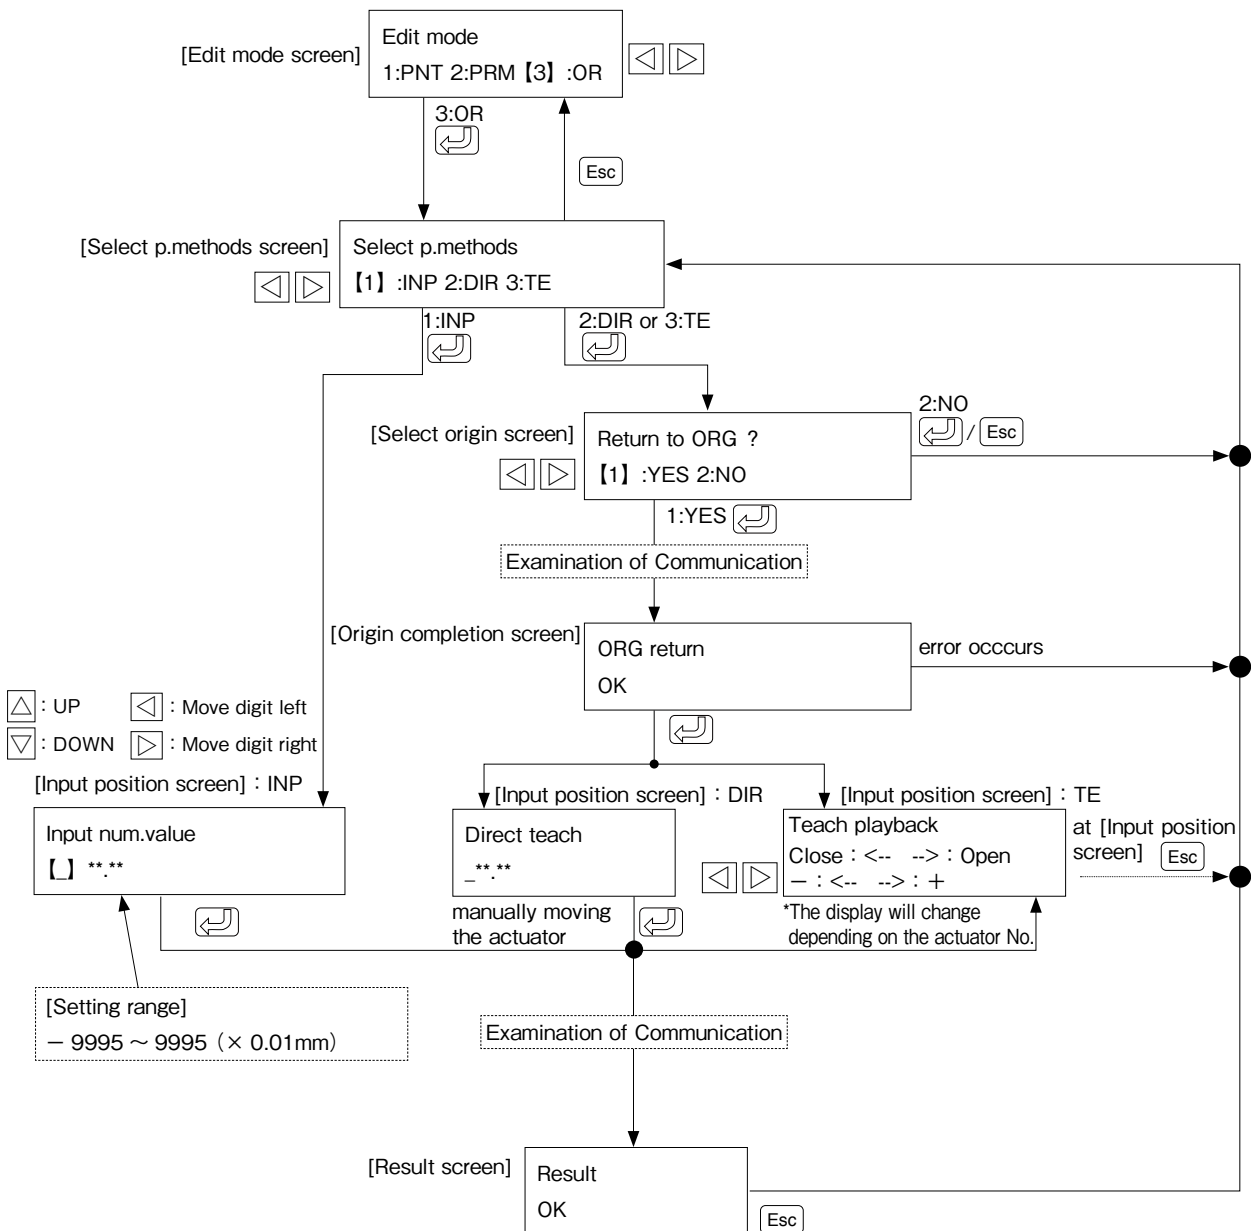 Edit mode
[Edit mode screen]
1:PNT 2:PRM【3】:OR
3:OR
Esc
[Select p.methods screen]
Select p.methods
【1】:INP 2:DIR 3:TE
1:INP
2:DIR or 3:TE
2:NO
/ Esc
[Select origin screen]
Return to ORG ?
【1】:YES 2:NO
1:YES
Examination of Communication
[Origin completion screen]
ORG return
OK
error occcurs
: UP : Move digit left
: DOWN : Move digit right
[Input position screen] : INP
Input num.value
【_】**.**
[Input position screen] : DIR
Direct teach
_**.**
manually moving
the actuator
[Input position screen] : TE
Teach playback
Close : <-- --> : Open
− : <-- --> : +
*The display will change
depending on the actuator No.
at [Input position
screen] Esc
[Setting range]
− 9995 ~ 9995 (× 0.01mm)
Examination of Communication
[Result screen]
Result
OK
Esc